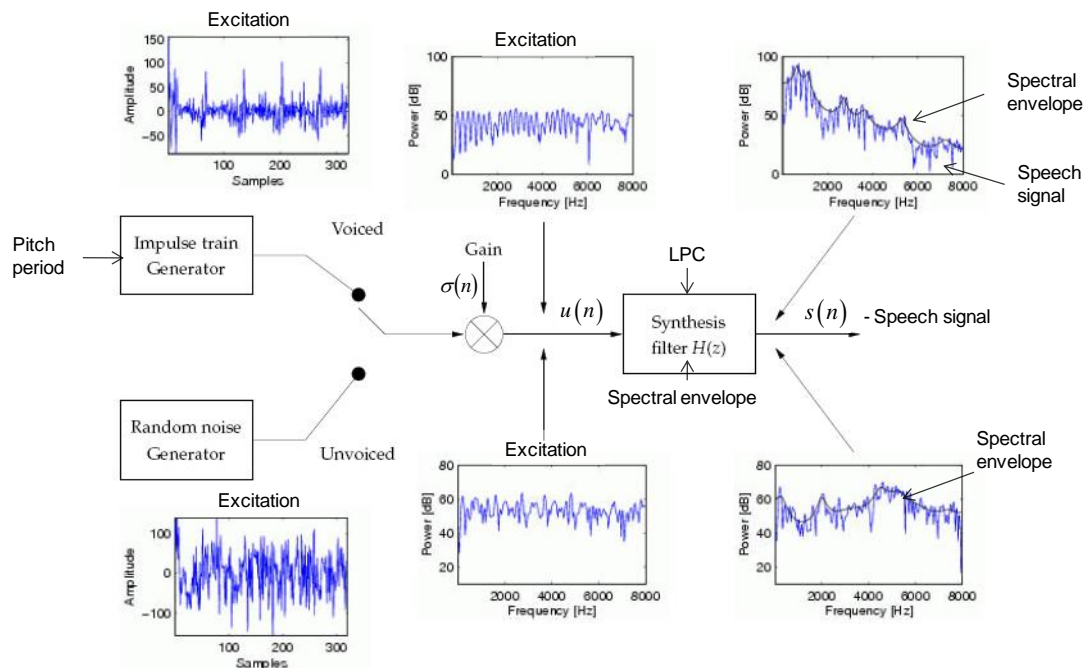 Excitation
150
100
50
0
−50
Amplitude
100 200 300
Samples
Excitation
100
50
0
Power [dB]
2000 4000 6000 8000
Frequency [Hz]
100
50
0
Power [dB]
2000 4000 6000 8000
Frequency [Hz]
Spectral
envelope
Speech
signal
Pitch
period
Impulse train
Generator
Voiced
Gain
σ(n)
u(n)
LPC
Synthesis
filter H(z)
Spectral envelope
s(n) - Speech signal
Random noise
Generator
Unvoiced
Excitation
100
0
−100
Amplitude
100 200 300
Samples
Excitation
80
60
40
20
Power [dB]
2000 4000 6000 8000
Frequency [Hz]
80
60
40
20
Power [dB]
2000 4000 6000 8000
Frequency [Hz]
Spectral
envelope